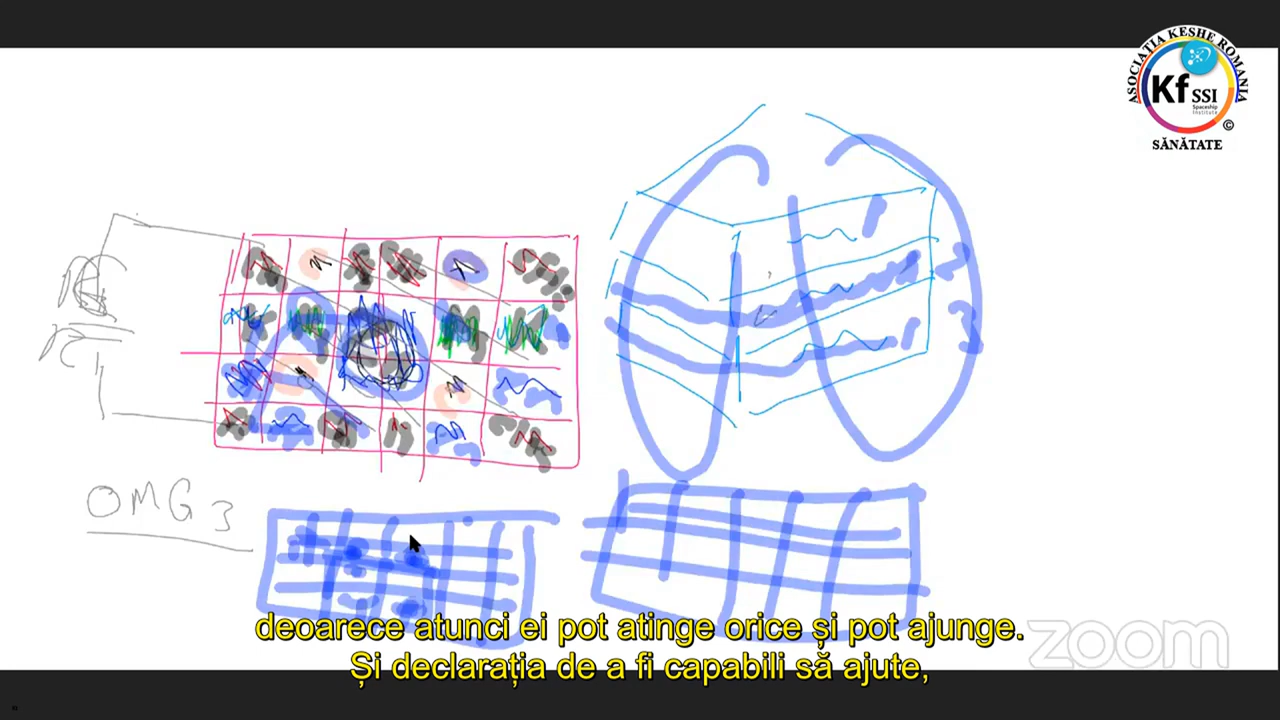 ASOCIAȚIA KESHE ROMANIA
Kf SSI
Spaceship
Institute
©
SĂNĂTATE
OMG3
deoarece atunci ei pot atinge orice și pot ajunge.
Și declarația de a fi capabili să ajute,
zoom